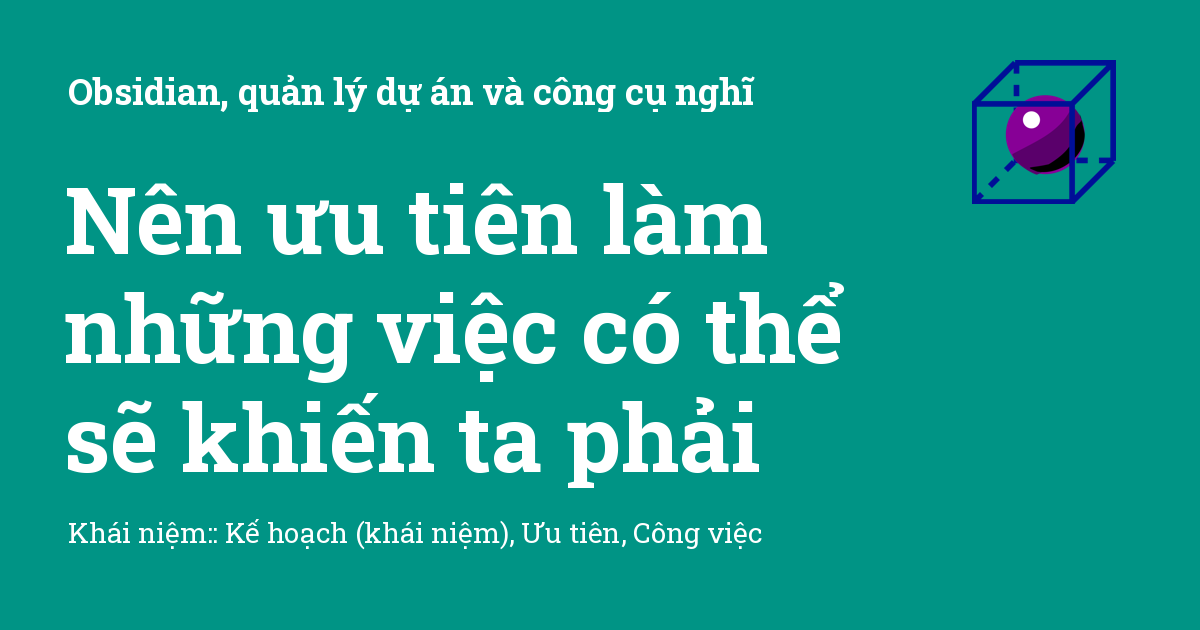 Obsidian, quản lý dự án và công cụ nghĩ
Nên ưu tiên làm
những việc có thể
sẽ khiến ta phải
Khái niệm:: Kế hoạch (khái niệm), Ưu tiên, Công việc